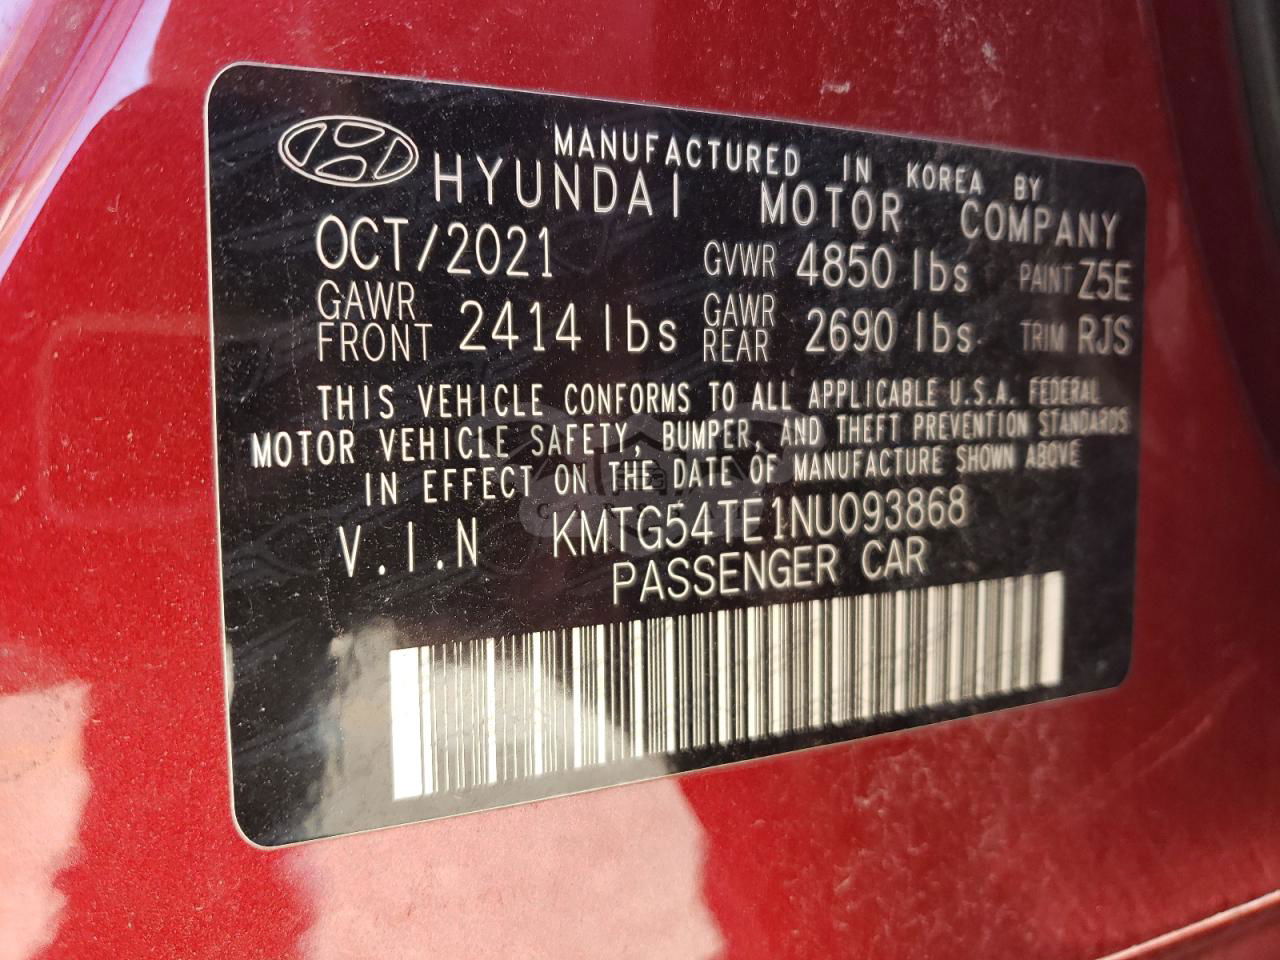 MANUFACTURED IN KOREA BY
HYUNDAI MOTOR COMPANY
OCT/2021 GVWR 4850 lbs PAINT Z5E
GAWR FRONT 2414 lbs GAWR REAR 2690 lbs TRIM RJS
THIS VEHICLE CONFORMS TO ALL APPLICABLE U.S.A. FEDERAL
MOTOR VEHICLE SAFETY, BUMPER, AND THEFT PREVENTION STANDARDS
IN EFFECT ON THE DATE OF MANUFACTURE SHOWN ABOVE
V.I.N KMTG54TE1NU093868
PASSENGER CAR